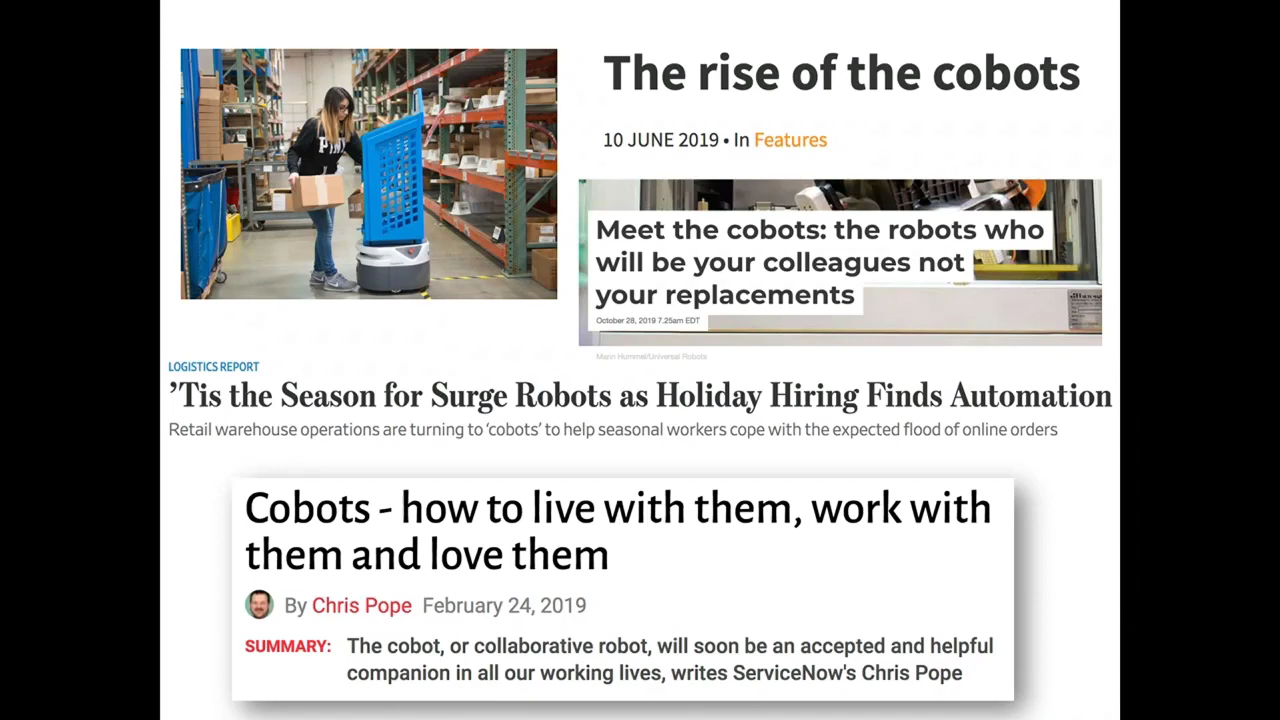 The rise of the cobots
10 JUNE 2019 • In Features
Meet the cobots: the robots who
will be your colleagues not
your replacements
October 28, 2019 7.25am EDT
Mann Hummel/Universal Robots
LOGISTICS REPORT
’Tis the Season for Surge Robots as Holiday Hiring Finds Automation
Retail warehouse operations are turning to ‘cobots’ to help seasonal workers cope with the expected flood of online orders
Cobots - how to live with them, work with
them and love them
By Chris Pope February 24, 2019
SUMMARY: The cobot, or collaborative robot, will soon be an accepted and helpful
companion in all our working lives, writes ServiceNow's Chris Pope